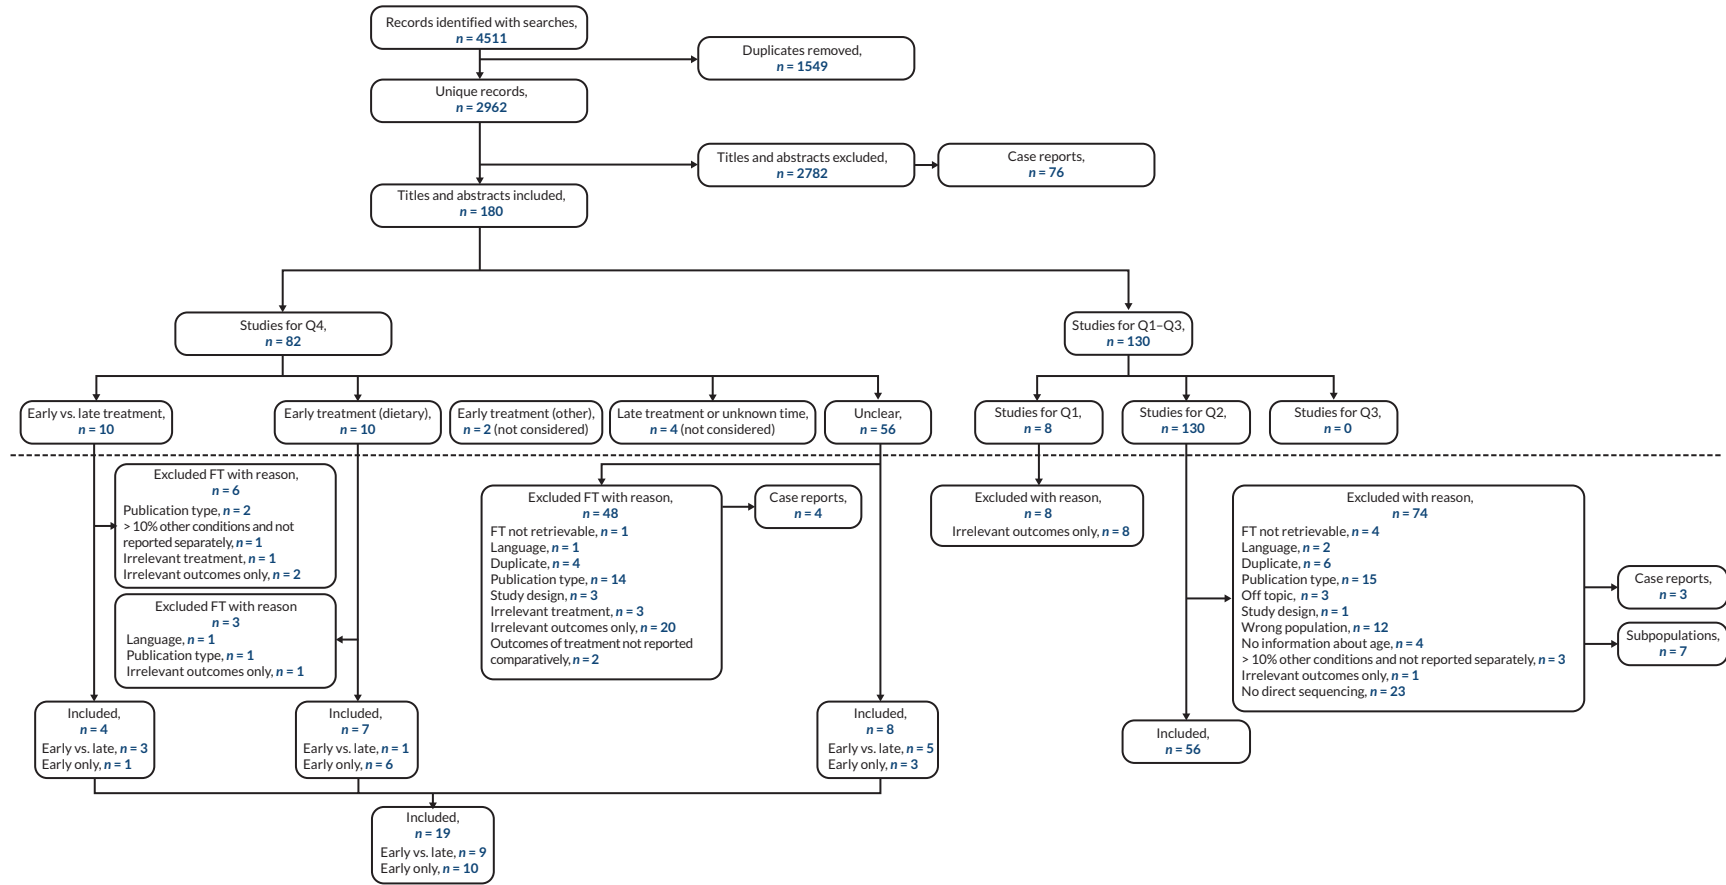 Records identified with searches,
n = 4511
Duplicates removed,
n = 1549
Unique records,
n = 2962
Titles and abstracts excluded,
n = 2782
Case reports,
n = 76
Titles and abstracts included,
n = 180
Studies for Q4,
n = 82
Studies for Q1–Q3,
n = 130
Early vs. late treatment,
n = 10
Early treatment (dietary),
n = 10
Early treatment (other),
n = 2 (not considered)
Late treatment or unknown time,
n = 4 (not considered)
Unclear,
n = 56
Studies for Q1,
n = 8
Studies for Q2,
n = 130
Studies for Q3,
n = 0
Excluded FT with reason,
n = 6
Publication type, n = 2
> 10% other conditions and not
reported separately, n = 1
Irrelevant treatment, n = 1
Irrelevant outcomes only, n = 2
Excluded FT with reason
n = 3
Language, n = 1
Publication type, n = 1
Irrelevant outcomes only, n = 1
Excluded FT with reason,
n = 48
FT not retrievable, n = 1
Language, n = 1
Duplicate, n = 4
Publication type, n = 14
Study design, n = 3
Irrelevant treatment, n = 3
Irrelevant outcomes only, n = 20
Outcomes of treatment not reported
comparatively, n = 2
Case reports,
n = 4
Excluded with reason,
n = 8
Irrelevant outcomes only, n = 8
Excluded with reason,
n = 74
FT not retrievable, n = 4
Language, n = 2
Duplicate, n = 6
Publication type, n = 15
Off topic, n = 3
Study design, n = 1
Wrong population, n = 12
No information about age, n = 4
> 10% other conditions and not reported separately, n = 3
Irrelevant outcomes only, n = 1
No direct sequencing, n = 23
Case reports,
n = 3
Subpopulations,
n = 7
Included,
n = 4
Early vs. late, n = 3
Early only, n = 1
Included,
n = 7
Early vs. late, n = 1
Early only, n = 6
Included,
n = 8
Early vs. late, n = 5
Early only, n = 3
Included,
n = 56
Included,
n = 19
Early vs. late, n = 9
Early only, n = 10